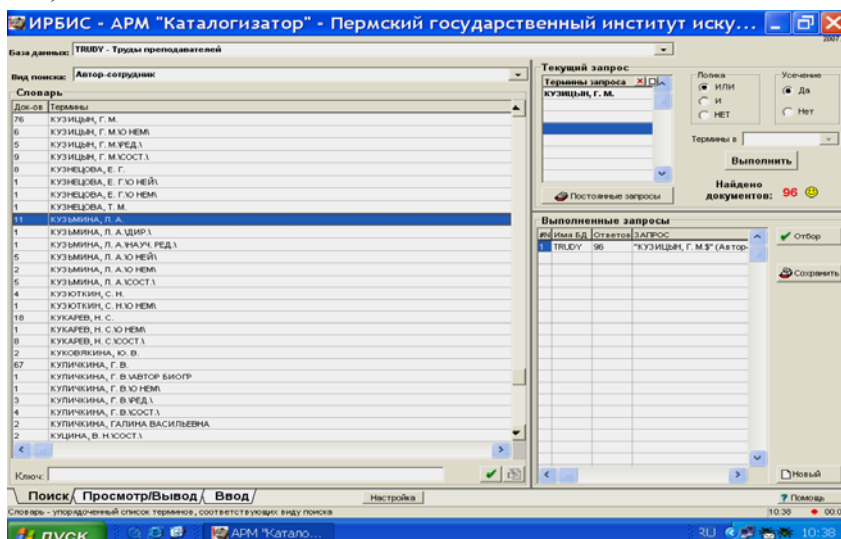 ИРБИС - АРМ "Каталогизатор" - Пермский государственный институт иску...
2007
База данных: TRUDY - Труды преподавателей
Вид поиска: Автор-сотрудник
Словарь
Док-ов Термины
76 КУЗИЦЫН, Г. М.
6 КУЗИЦЫН, Г. М.\О НЕМ\
5 КУЗИЦЫН, Г. М.\РЕД.\
9 КУЗИЦЫН, Г. М.\СОСТ.\
8 КУЗНЕЦОВА, Е. Г.
1 КУЗНЕЦОВА, Е. Г.\О НЕЙ\
1 КУЗНЕЦОВА, Е. Г.\О НЕМ\
1 КУЗНЕЦОВА, Т. М.
11 КУЗЬМИНА, Л. А.
1 КУЗЬМИНА, Л. А.\ДИР.\
1 КУЗЬМИНА, Л. А.\НАУЧ. РЕД.\
5 КУЗЬМИНА, Л. А.\О НЕЙ\
2 КУЗЬМИНА, Л. А.\О НЕМ\
5 КУЗЬМИНА, Л. А.\СОСТ.\
4 КУЗЮТКИН, С. Н.
1 КУЗЮТКИН, С. Н.\О НЕМ\
18 КУКАРЕВ, Н. С.
1 КУКАРЕВ, Н. С.\О НЕМ\
8 КУКАРЕВ, Н. С.\СОСТ.\
2 КУКОВЯКИНА, Ю. В.
67 КУЛИЧКИНА, Г. В.
1 КУЛИЧКИНА, Г. В.\АВТОР БИОГР
1 КУЛИЧКИНА, Г. В.\О НЕМ\
3 КУЛИЧКИНА, Г. В.\РЕД.\
4 КУЛИЧКИНА, Г. В.\СОСТ.\
2 КУЛИЧКИНА, ГАЛИНА ВАСИЛЬЕВНА
2 КУЦИНА, В. Н.\СОСТ.\
Ключ:
Текущий запрос
Термины запроса
КУЗИЦЫН, Г. М.
Постоянные запросы
Логика
ИЛИ
И
НЕТ
Усечение
Да
Нет
Термины в
Выполнить
Найдено документов: 96
Выполненные запросы
#N Имя БД Ответов ЗАПРОС
1 TRUDY 96 "КУЗИЦЫН, Г. М.$" (Автор-
Отбор
Сохранить
Новый
Поиск Просмотр/Вывод Ввод
Настройка
Помощь
Словарь - упорядоченный список терминов, соответствующих виду поиска
10:38 00:0
пуск
АРМ "Катало...
RU 10:38